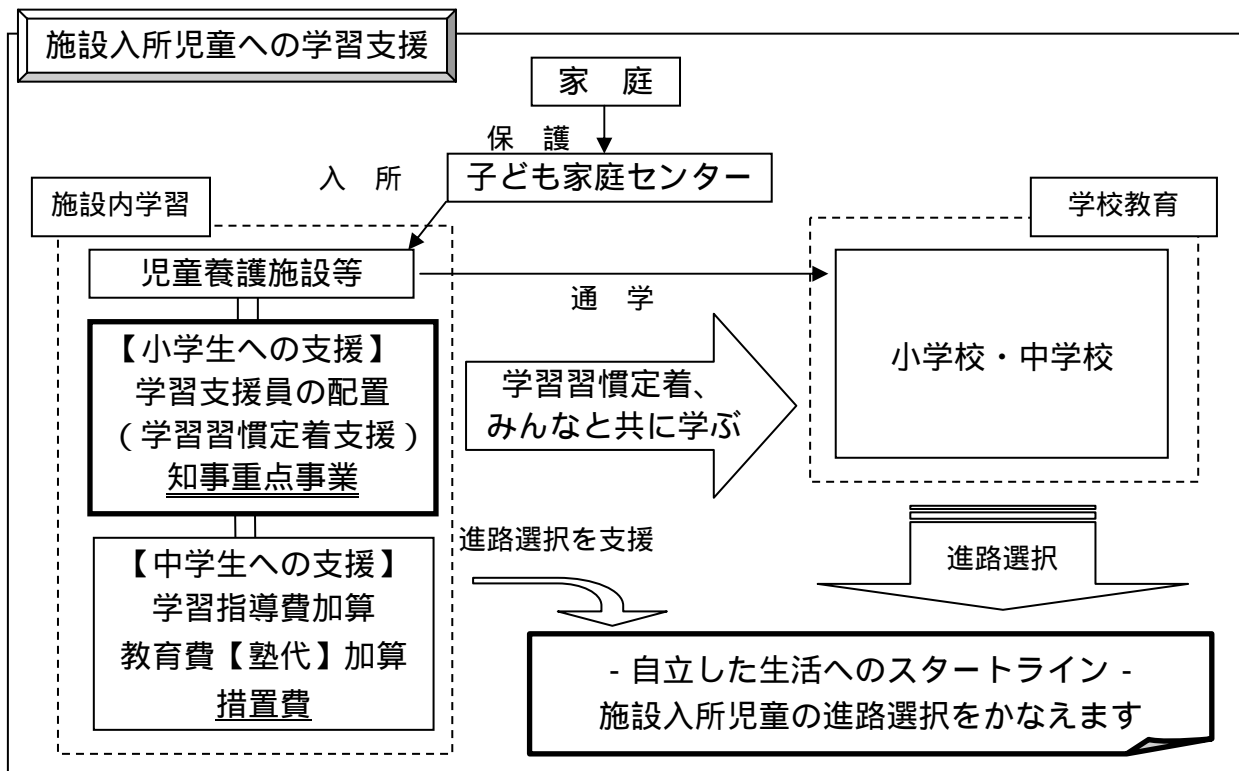 施設入所児童への学習支援
家　庭
保　護
子ども家庭センター
入　所
施設内学習
学校教育
児童養護施設等
通　学
【小学生への支援】
学習支援員の配置
（学習習慣定着支援）
知事重点事業
学習習慣定着、
みんなと共に学ぶ
小学校・中学校
【中学生への支援】
学習指導費加算
教育費【塾代】加算
措置費
進路選択を支援
進路選択
- 自立した生活へのスタートライン -
施設入所児童の進路選択をかなえます